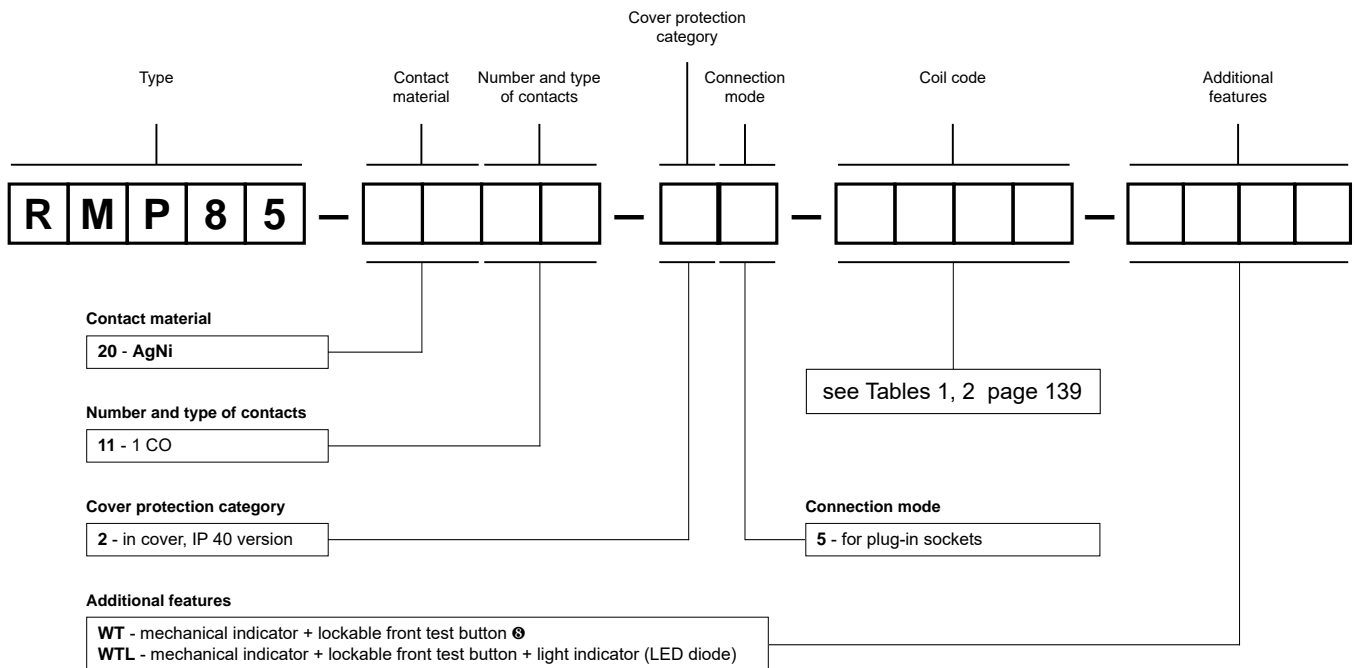 Cover protection
category
Type
Contact
material
Number and type
of contacts
Connection
mode
Coil code
Additional
features
R M P 8 5 – – – –
Contact material
20 - AgNi
see Tables 1, 2 page 139
Number and type of contacts
11 - 1 CO
Cover protection category
2 - in cover, IP 40 version
Connection mode
5 - for plug-in sockets
Additional features
WT - mechanical indicator + lockable front test button ❽
WTL - mechanical indicator + lockable front test button + light indicator (LED diode)